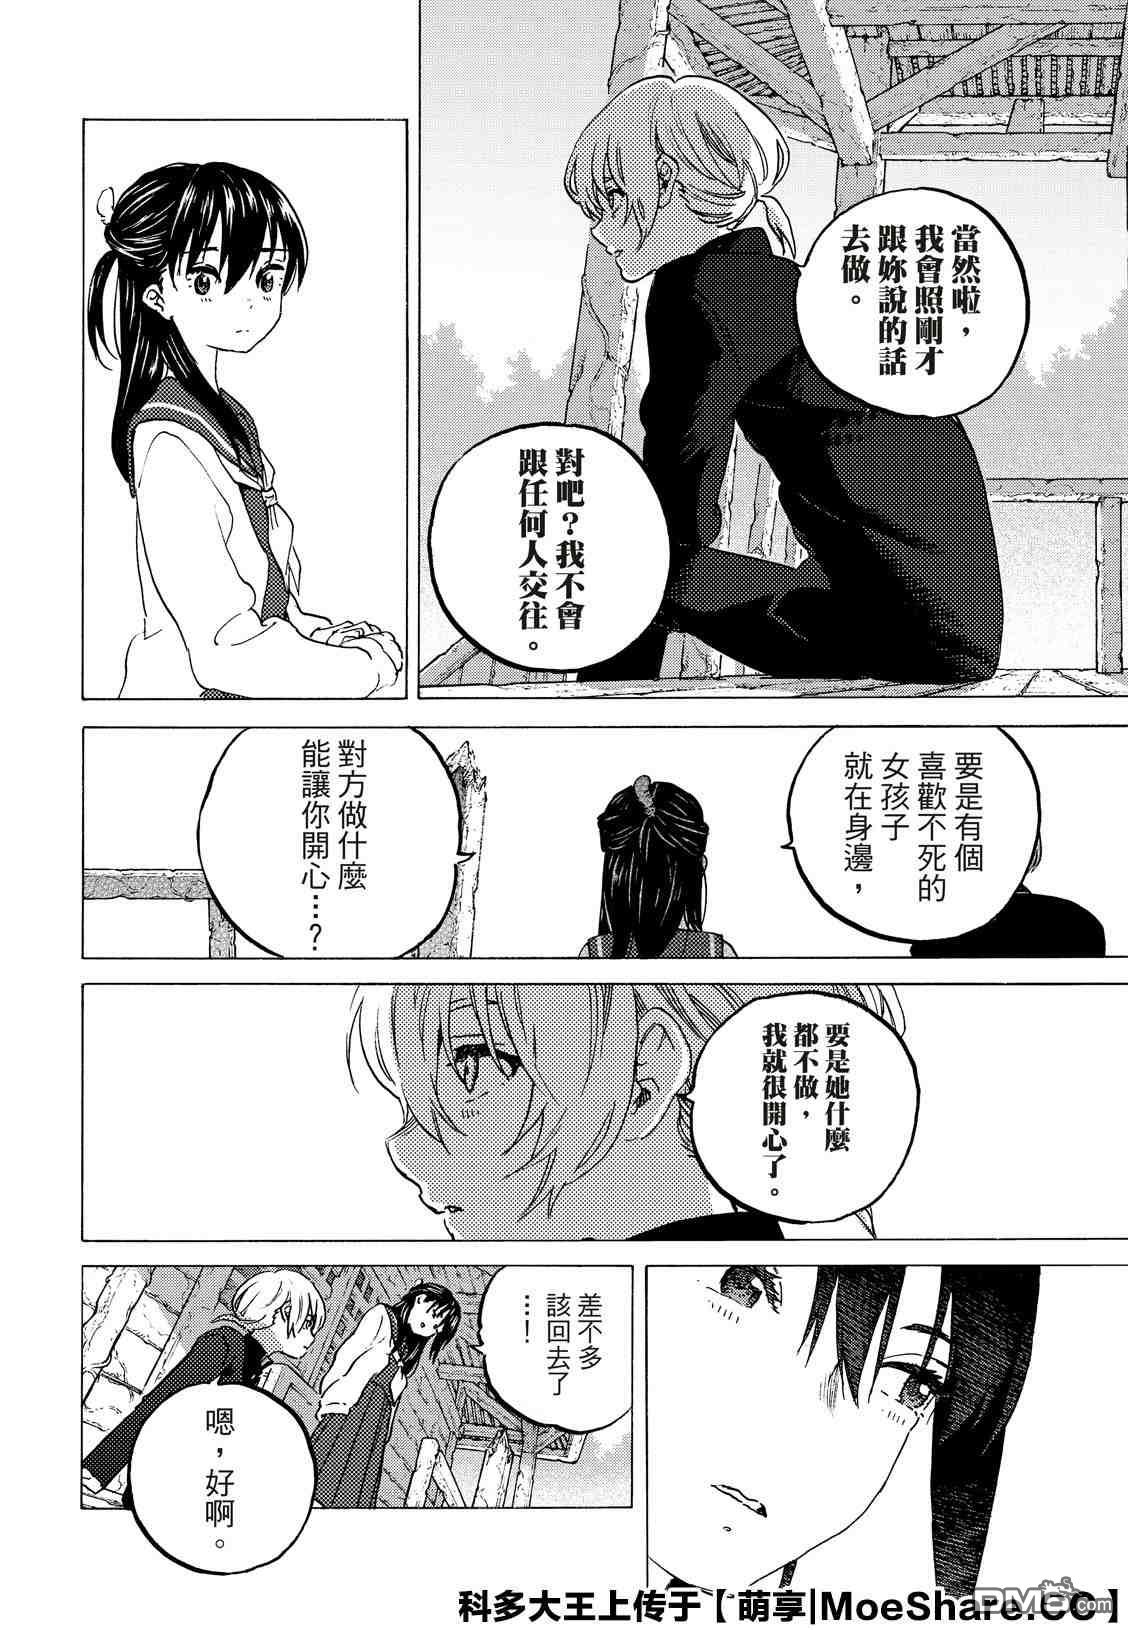 當然啦，
我會照剛才
跟妳說的話
去做。
對吧？我不會
跟任何人交往。
要是有個
喜歡不死的
女孩子
就在身邊，
對方做什麼
能讓你開心…？
要是她什麼
都不做，
我就很開心了。
差不多
該回去了
…！
嗯，好啊。
科多大王上传于【萌享|MoeShare.CC】
DM5.com